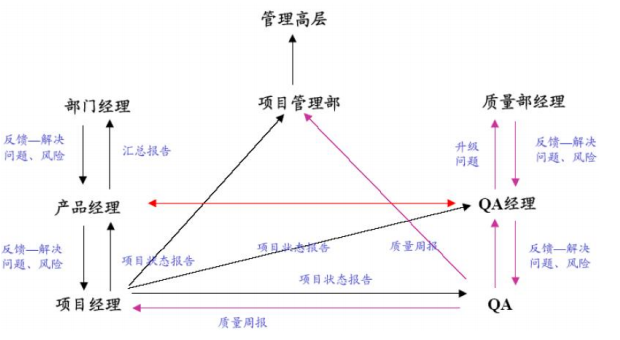 管理高层
部门经理
项目管理部
质量部经理
反馈—解决
问题、风险
汇总报告
升级
问题
反馈—解决
问题、风险
产品经理
QA经理
反馈—解决
问题、风险
项目状态报告
项目状态报告
质量周报
反馈—解决
问题、风险
项目状态报告
项目经理
QA
质量周报